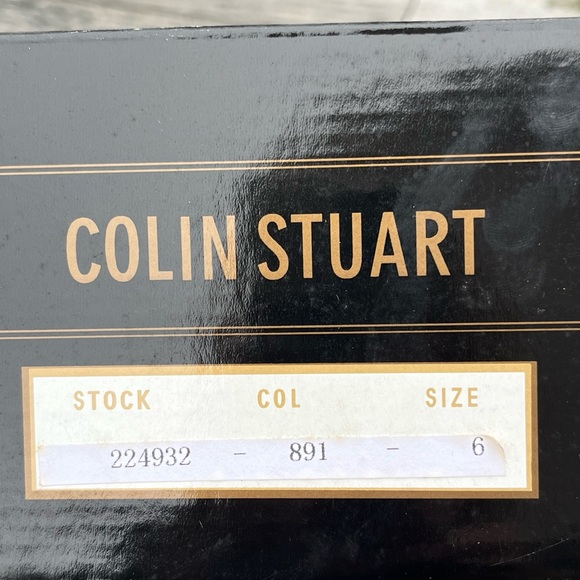 COLIN STUART
STOCK COL SIZE
224932 - 891 - 6